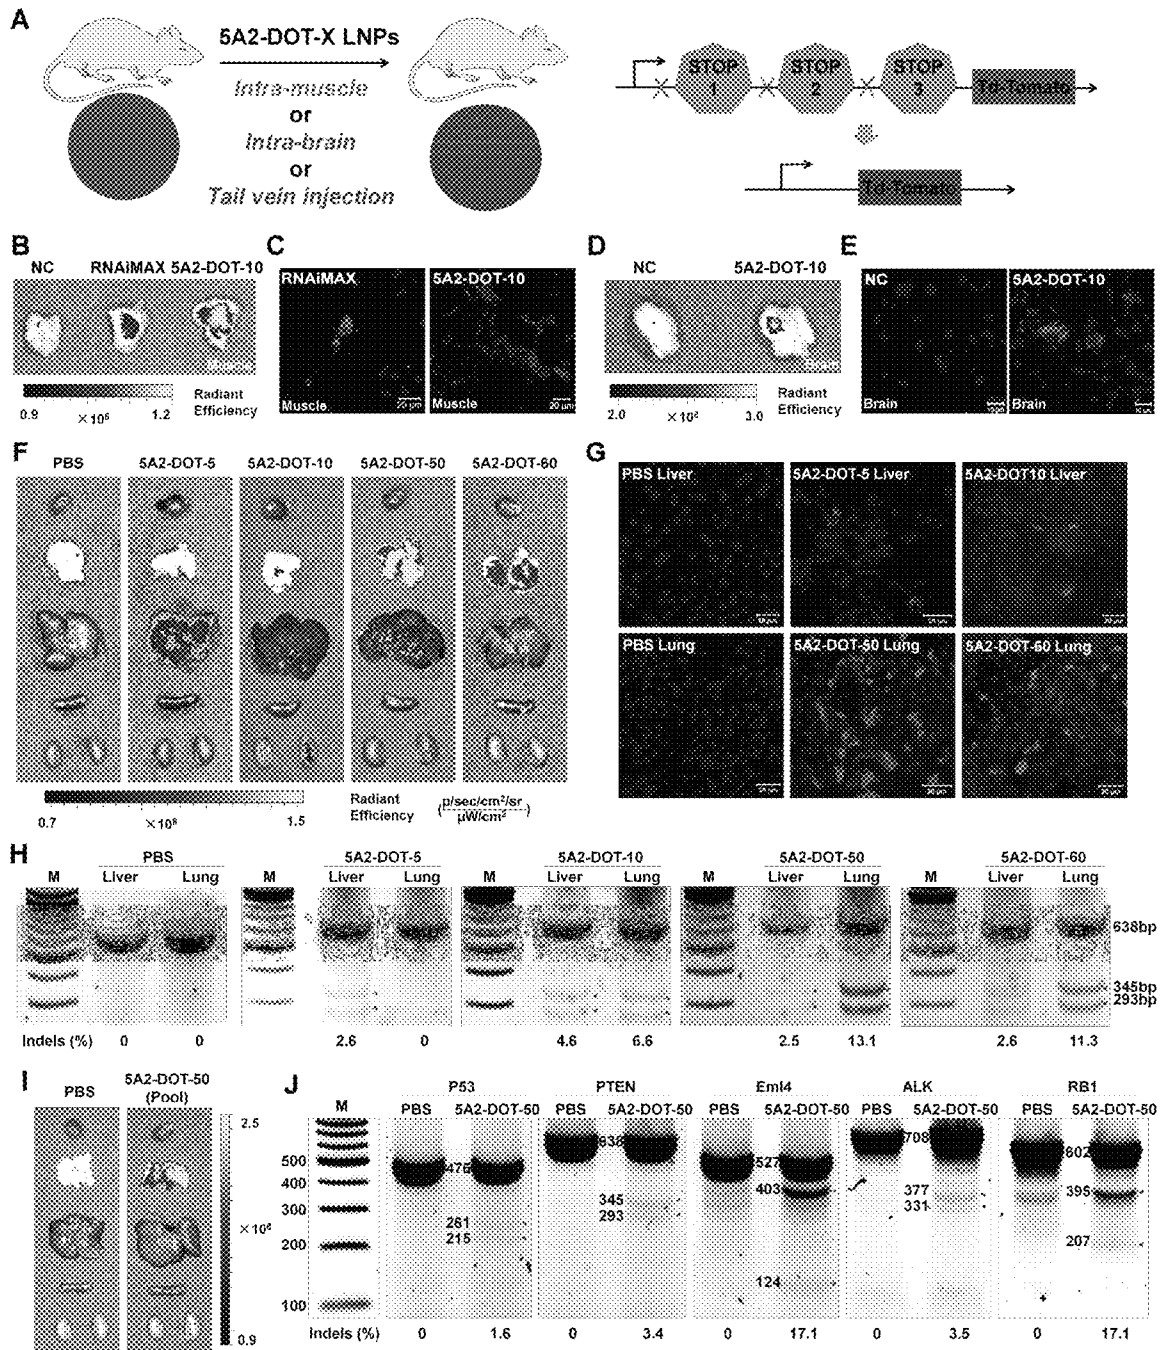 A
5A2-DOT-X LNPs
Intra-muscle
or
Intra-brain
or
Tail vein injection
STOP 1
STOP 2
STOP 3
Td-Tomato
Td-Tomato
B
NC RNAiMAX 5A2-DOT-10
0.9 ×10⁶ 1.2
Radiant Efficiency
C
RNAiMAX 5A2-DOT-10
Muscle 20 μm Muscle 20 μm
D
NC 5A2-DOT-10
2.0 3.0
Radiant Efficiency
E
NC 5A2-DOT-10
Brain Brain
F
PBS 5A2-DOT-5 5A2-DOT-10 5A2-DOT-50 5A2-DOT-60
0.7 1.5
Radiant Efficiency (p/sec/cm²/sr / μW/cm²)
G
PBS Liver 5A2-DOT-5 Liver 5A2-DOT10 Liver
PBS Lung 5A2-DOT-50 Lung 5A2-DOT-60 Lung
H
PBS 5A2-DOT-5 5A2-DOT-10 5A2-DOT-50 5A2-DOT-60
M Liver Lung M Liver Lung M Liver Lung M Liver Lung M Liver Lung
638bp
345bp
293bp
Indels (%) 0 0 2.6 0 4.6 6.6 2.5 13.1 2.6 11.3
I
PBS 5A2-DOT-50 (Pool)
2.5
0.9
J
P53 PTEN Eml4 ALK RB1
M PBS 5A2-DOT-50 PBS 5A2-DOT-50 PBS 5A2-DOT-50 PBS 5A2-DOT-50 PBS 5A2-DOT-50
500
400
300
200
100
476
261
215
638
345
293
527
403
124
708
377
331
602
395
207
Indels (%) 0 1.6 0 3.4 0 17.1 0 3.5 0 17.1